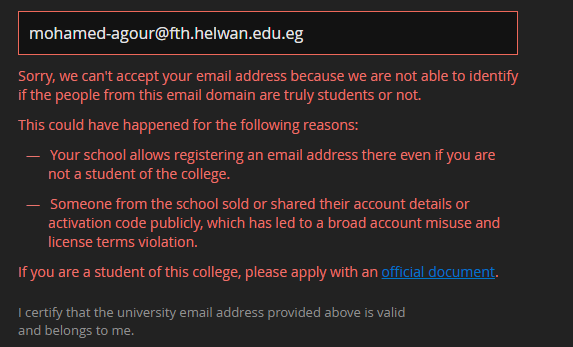 mohamed-agour@fth.helwan.edu.eg
Sorry, we can't accept your email address because we are not able to identify
if the people from this email domain are truly students or not.
This could have happened for the following reasons:
— Your school allows registering an email address there even if you are
not a student of the college.
— Someone from the school sold or shared their account details or
activation code publicly, which has led to a broad account misuse and
license terms violation.
If you are a student of this college, please apply with an official document.
I certify that the university email address provided above is valid
and belongs to me.